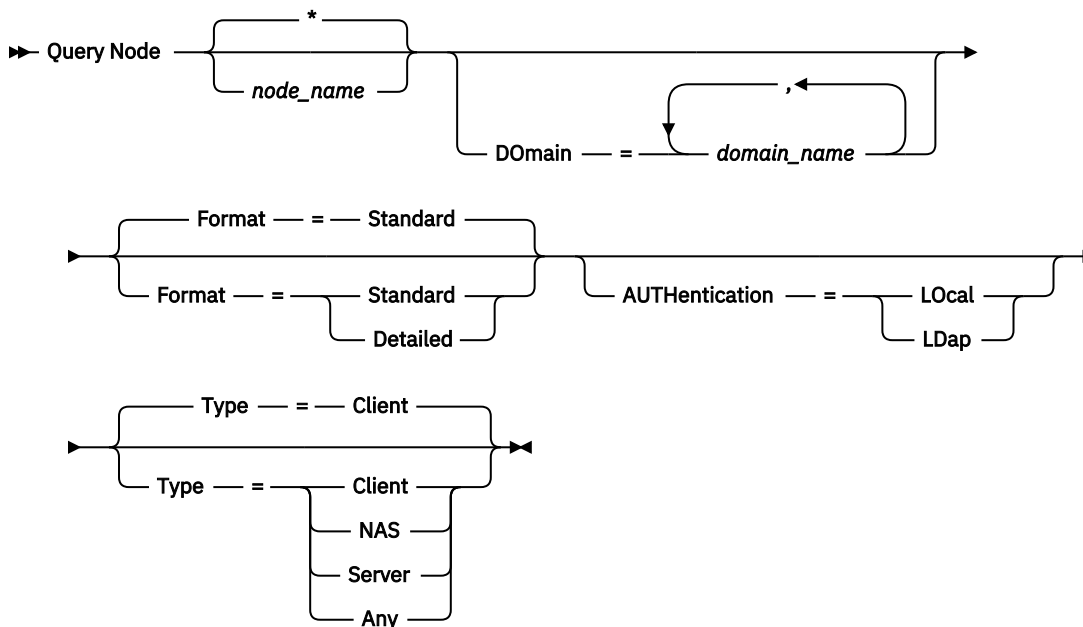 *
Query Node
node_name
,
DOmain = domain_name
Format = Standard
Format = Standard
Detailed
AUTHentication = LOcal
LDap
Type = Client
Type = Client
NAS
Server
Any